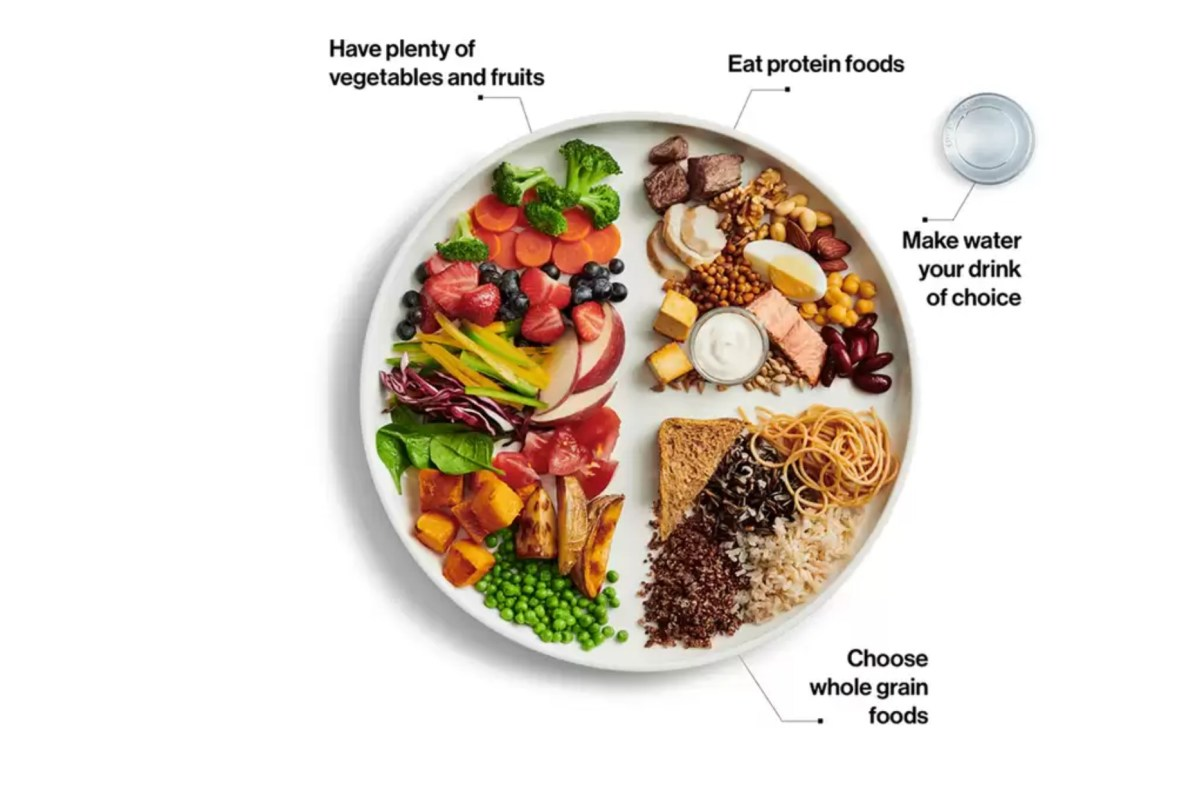 Have plenty of
vegetables and fruits
Eat protein foods
Make water
your drink
of choice
Choose
whole grain
foods